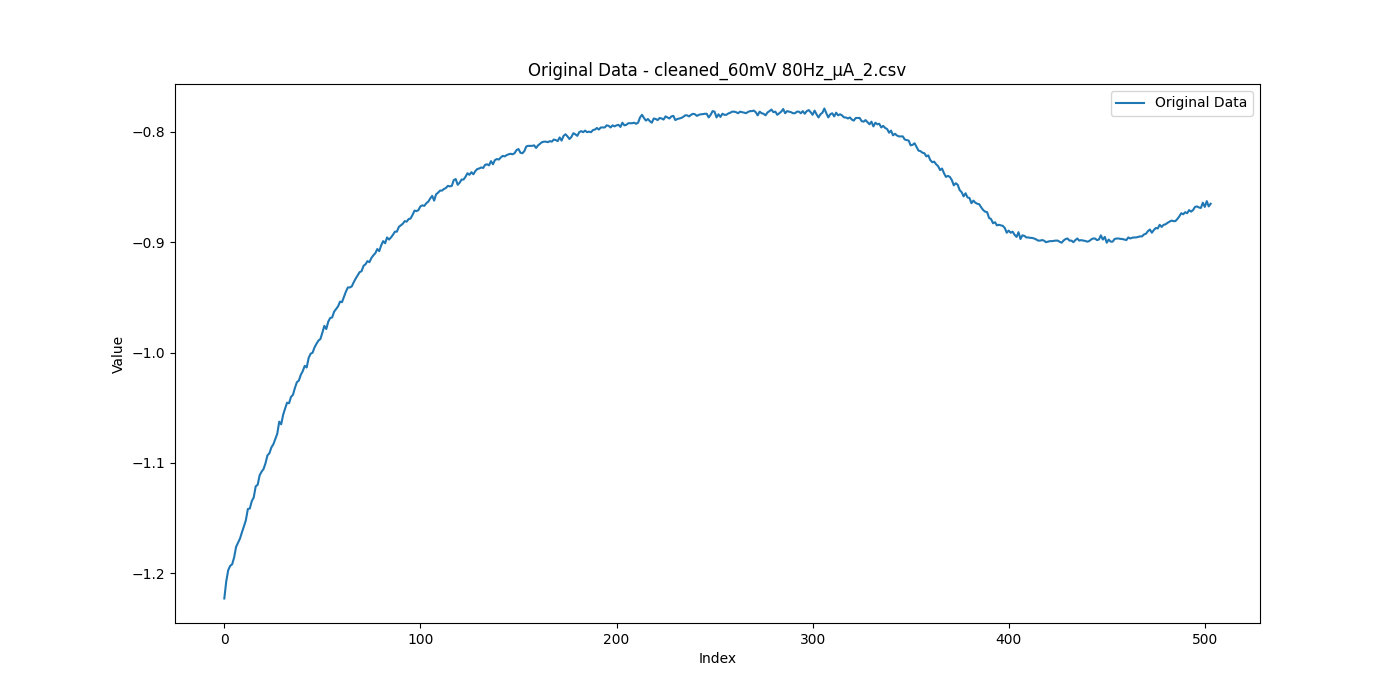 Original Data - cleaned_60mV 80Hz_μA_2.csv
Original Data
−0.8
−0.9
−1.0
−1.1
−1.2
Value
0 100 200 300 400 500
Index